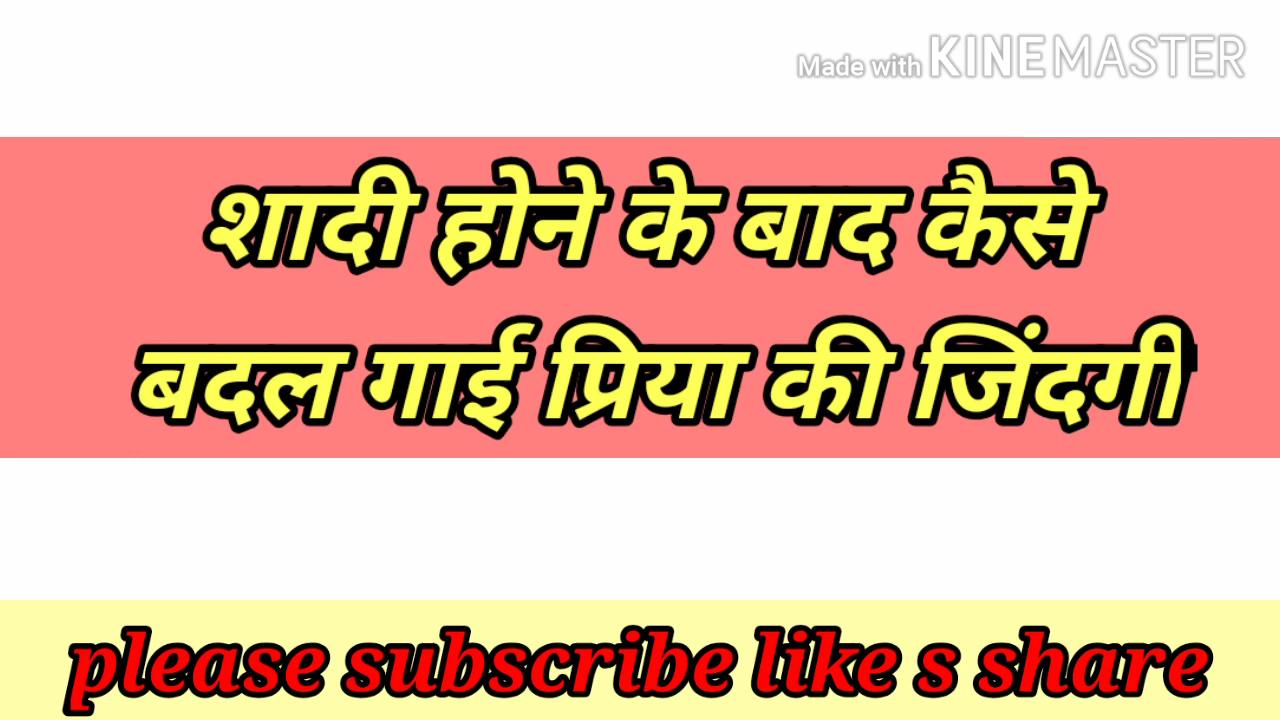 Made with KINEMASTER
शादी होने के बाद कैसे
बदल गाई प्रिया की जिंदगी
please subscribe like s share